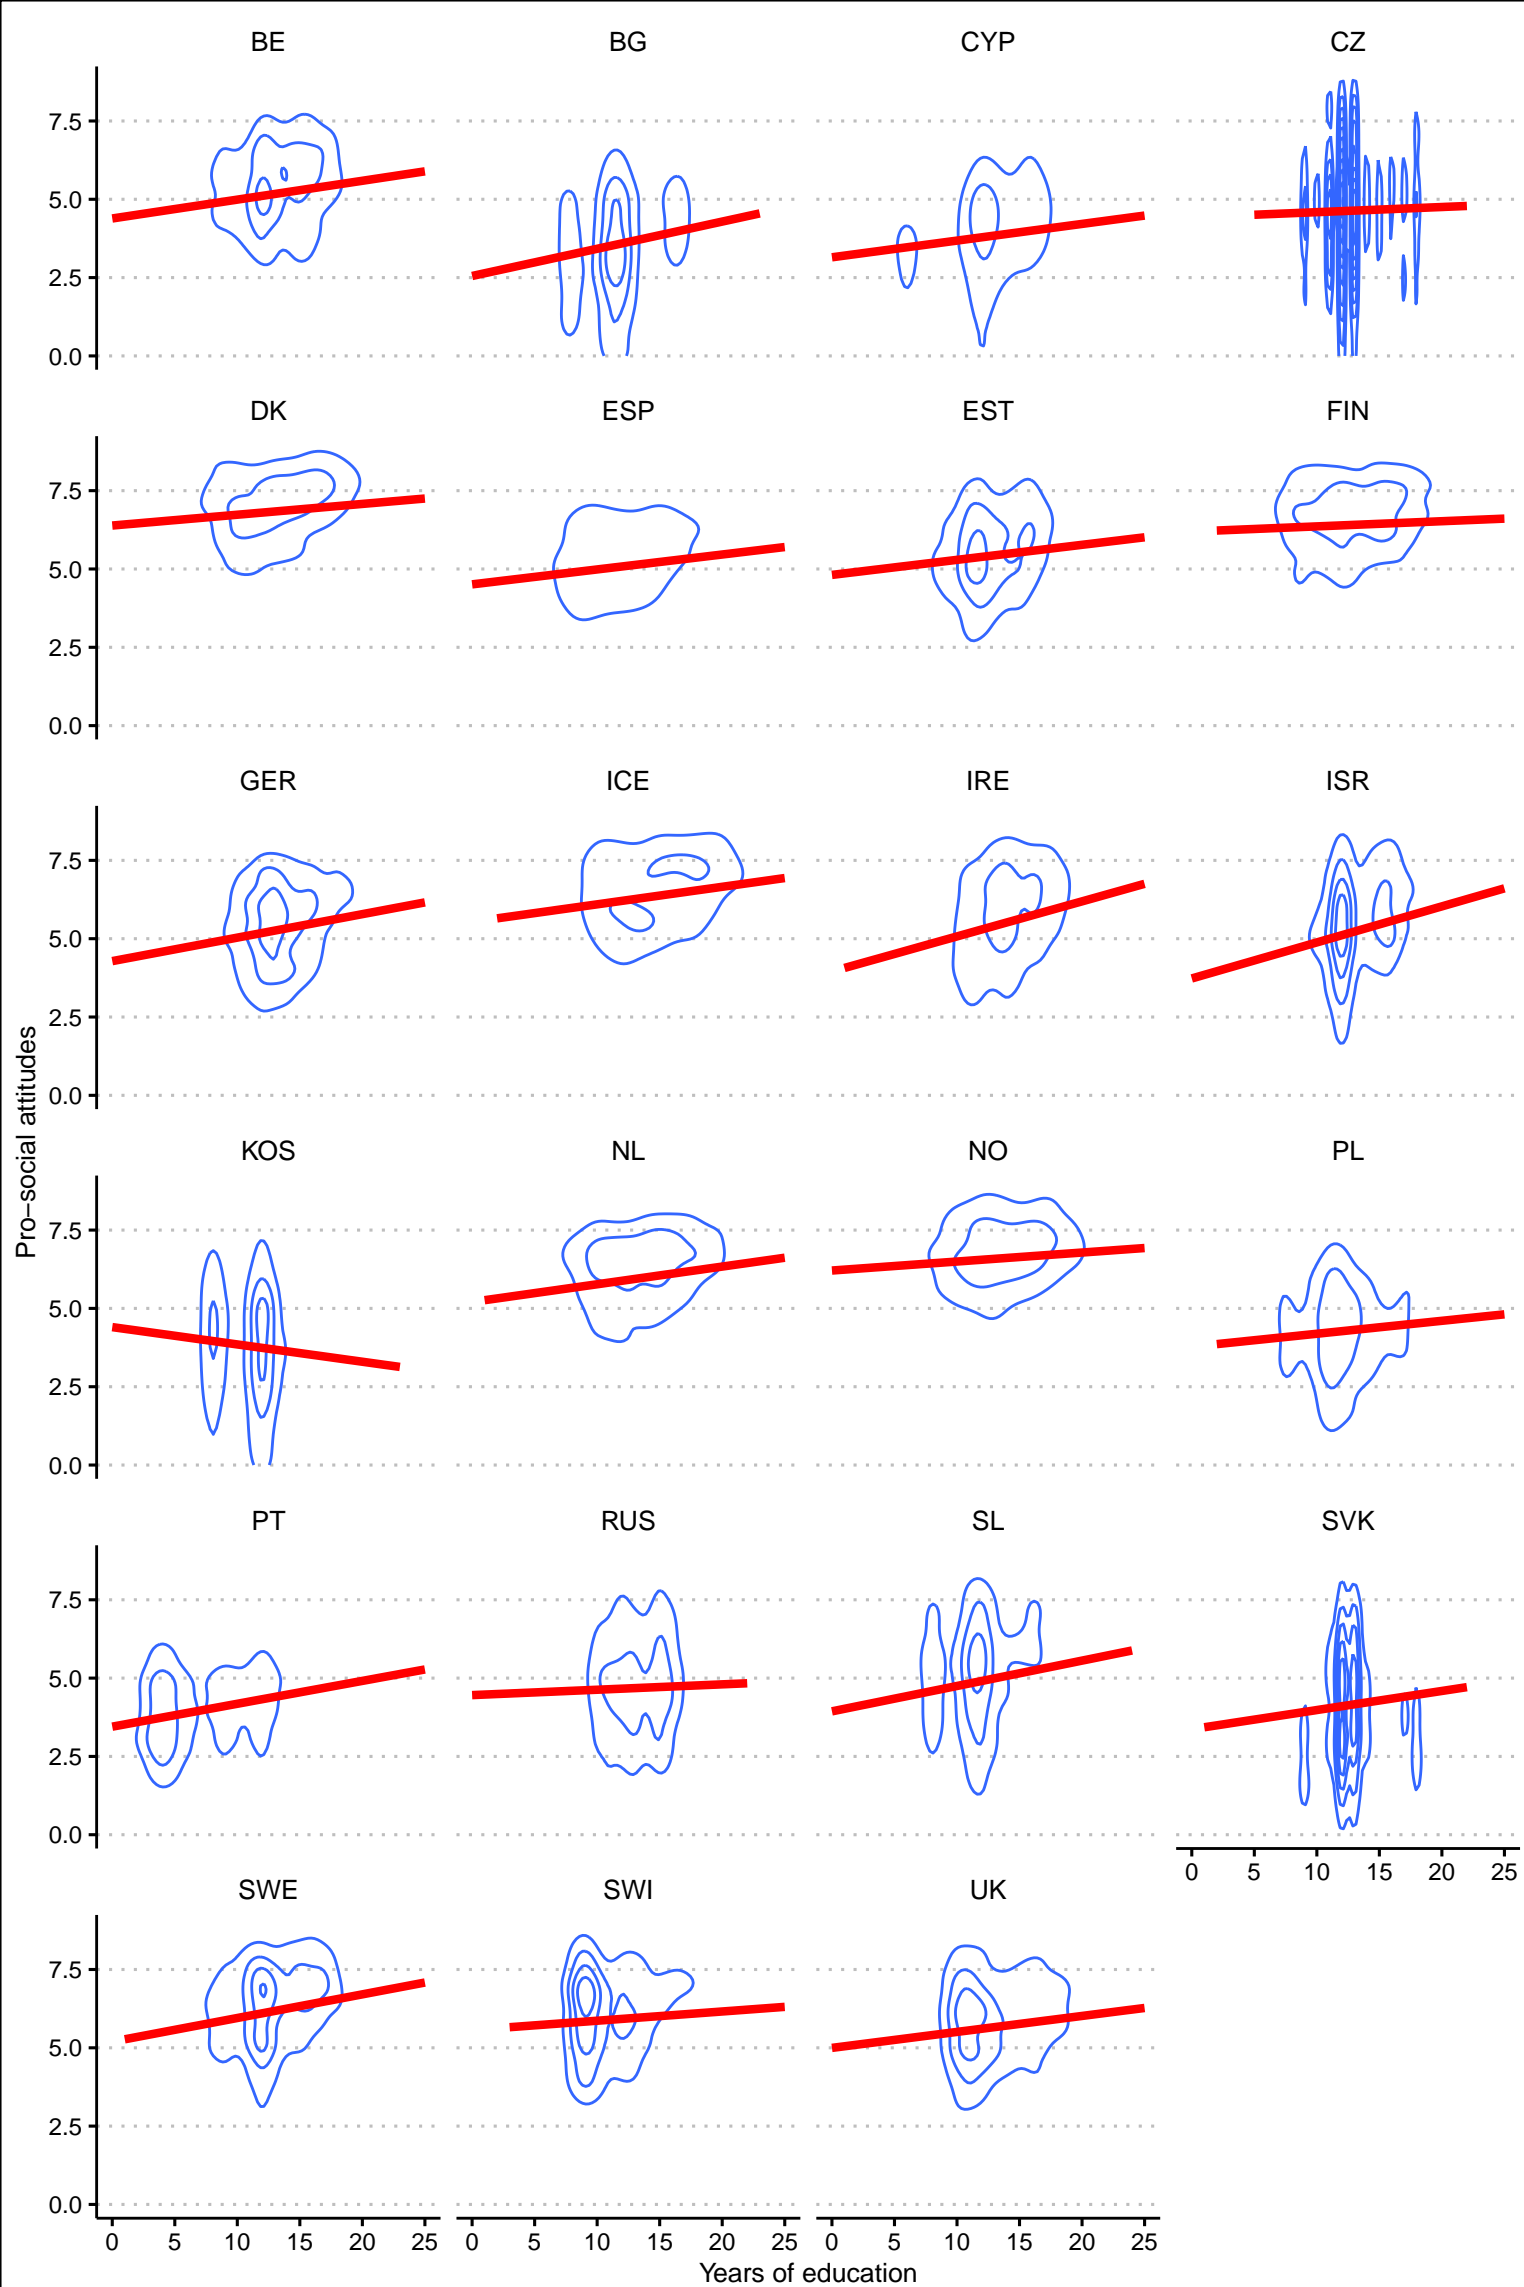 BE BG CYP CZ
7.5
5.0
2.5
0.0
DK ESP EST FIN
7.5
5.0
2.5
0.0
GER ICE IRE ISR
7.5
5.0
2.5
0.0
Pro−social attitudes
KOS NL NO PL
7.5
5.0
2.5
0.0
PT RUS SL SVK
7.5
5.0
2.5
0.0
0 5 10 15 20 25
SWE SWI UK
7.5
5.0
2.5
0.0
0 5 10 15 20 25 0 5 10 15 20 25 0 5 10 15 20 25
Years of education